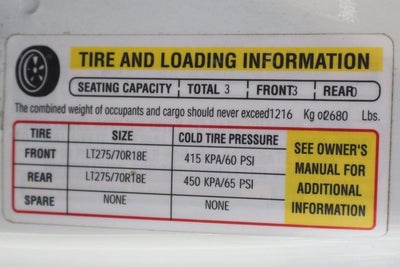 TIRE AND LOADING INFORMATION
SEATING CAPACITY TOTAL 3 FRONT3 REAR0
The combined weight of occupants and cargo should never exceed1216 Kg o2680 Lbs.
TIRE SIZE COLD TIRE PRESSURE
FRONT LT275/70R18E 415 KPA/60 PSI
REAR LT275/70R18E 450 KPA/65 PSI
SPARE NONE NONE
SEE OWNER'S
MANUAL FOR
ADDITIONAL
INFORMATION